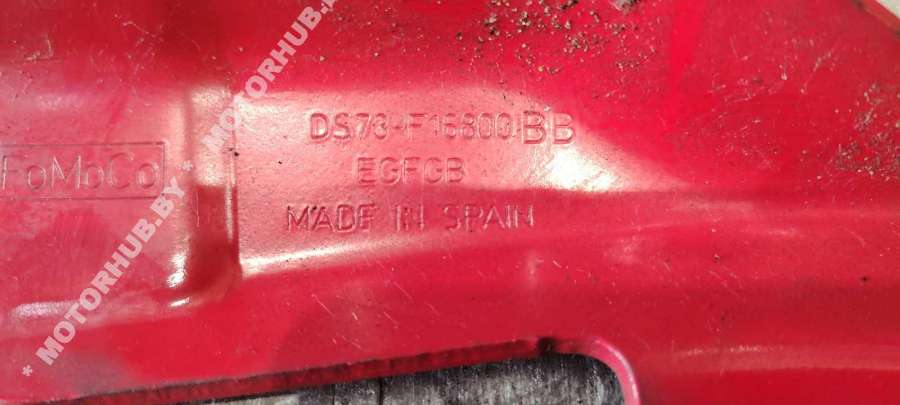 DS73-F16800-BB
EGFGB
FoMoCo
MADE IN SPAIN
* MOTORHUB.BY * MOTORHUB.BY